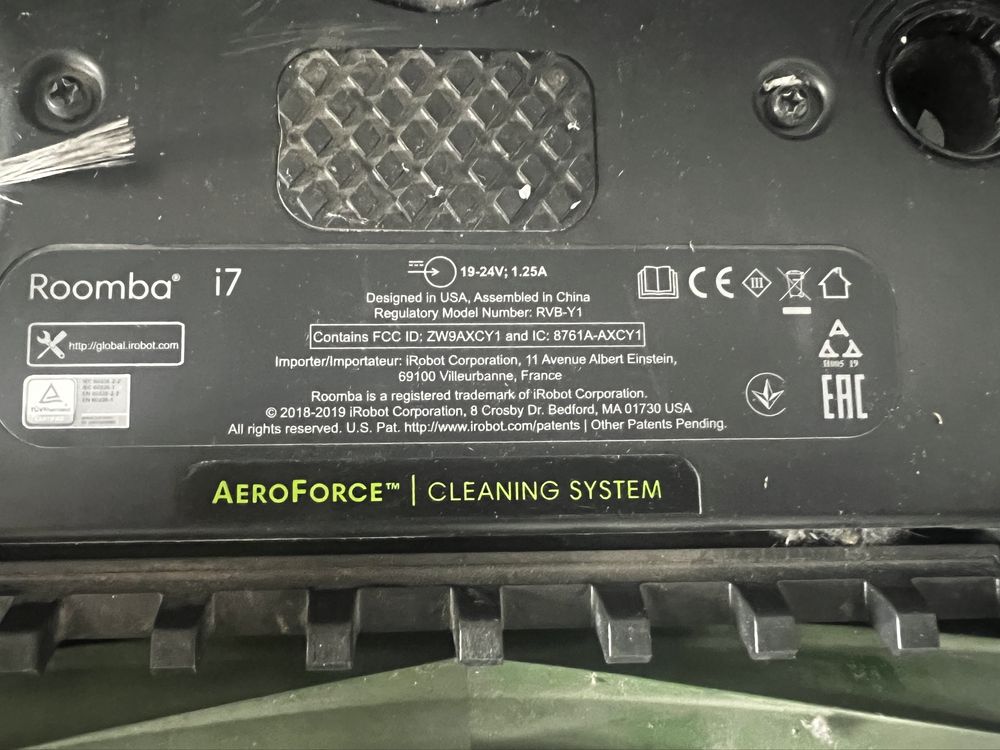 Roomba® i7
19-24V; 1.25A
Designed in USA, Assembled in China
Regulatory Model Number: RVB-Y1
Contains FCC ID: ZW9AXCY1 and IC: 8761A-AXCY1
Importer/Importateur: iRobot Corporation, 11 Avenue Albert Einstein,
69100 Villeurbanne, France
Roomba is a registered trademark of iRobot Corporation.
© 2018-2019 iRobot Corporation, 8 Crosby Dr. Bedford, MA 01730 USA
All rights reserved. U.S. Pat. http://www.irobot.com/patents | Other Patents Pending.
http://global.irobot.com
CE
III
EAC
AEROFORCE™ | CLEANING SYSTEM